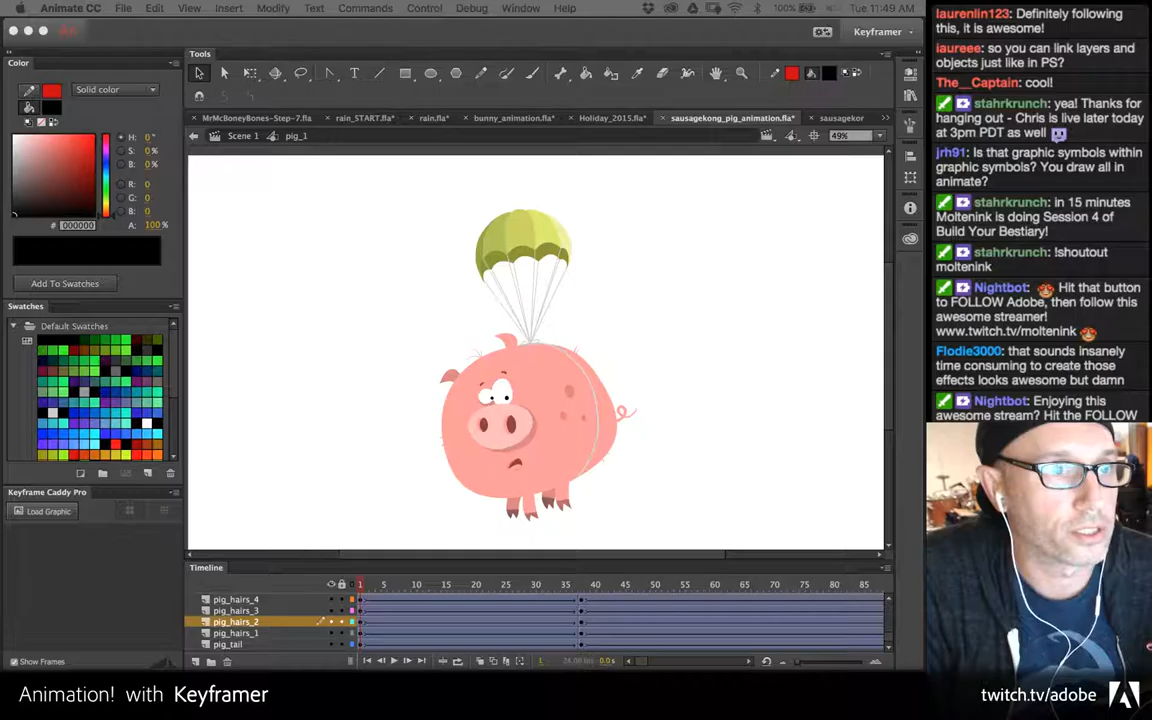 Animate CC File Edit View Insert Modify Text Commands Control Debug Window Help 100% Tue 11:49 AM
Keyframer
Color
Tools
Solid color
MrMcBoneyBones-Step-7.fla rain_START.fla* rain.fla* bunny_animation.fla* Holiday_2015.fla* sausagekong_pig_animation.fla* sausagekor
Scene 1 pig_1 49%
H: 0 °
S: 0 %
B: 0 %
R: 0
G: 0
B: 0
# 000000 A: 100 %
Add To Swatches
Swatches
Default Swatches
Keyframe Caddy Pro
Load Graphic
Show Frames
Timeline
1 5 10 15 20 25 30 35 40 45 50 55 60 65 70 75 80 85
pig_hairs_4
pig_hairs_3
pig_hairs_2
pig_hairs_1
pig_tail
1 24.00 fps 0.0 s
laurenlin123: Definitely following
this, it is awesome!
iaureee: so you can link layers and
objects just like in PS?
The__Captain: cool!
stahrkrunch: yea! Thanks for
hanging out - Chris is live later today
at 3pm PDT as well
jrh91: Is that graphic symbols within
graphic symbols? You draw all in
animate?
stahrkrunch: in 15 minutes
Moltenink is doing Session 4 of
Build Your Bestiary!
stahrkrunch: !shoutout
moltenink
Nightbot: Hit that button
to FOLLOW Adobe, then follow this
awesome streamer!
www.twitch.tv/moltenink
Flodie3000: that sounds insanely
time consuming to create those
effects looks awesome but damn
Nightbot: Enjoying this
awesome stream? Hit the FOLLOW
Animation! with Keyframer
twitch.tv/adobe